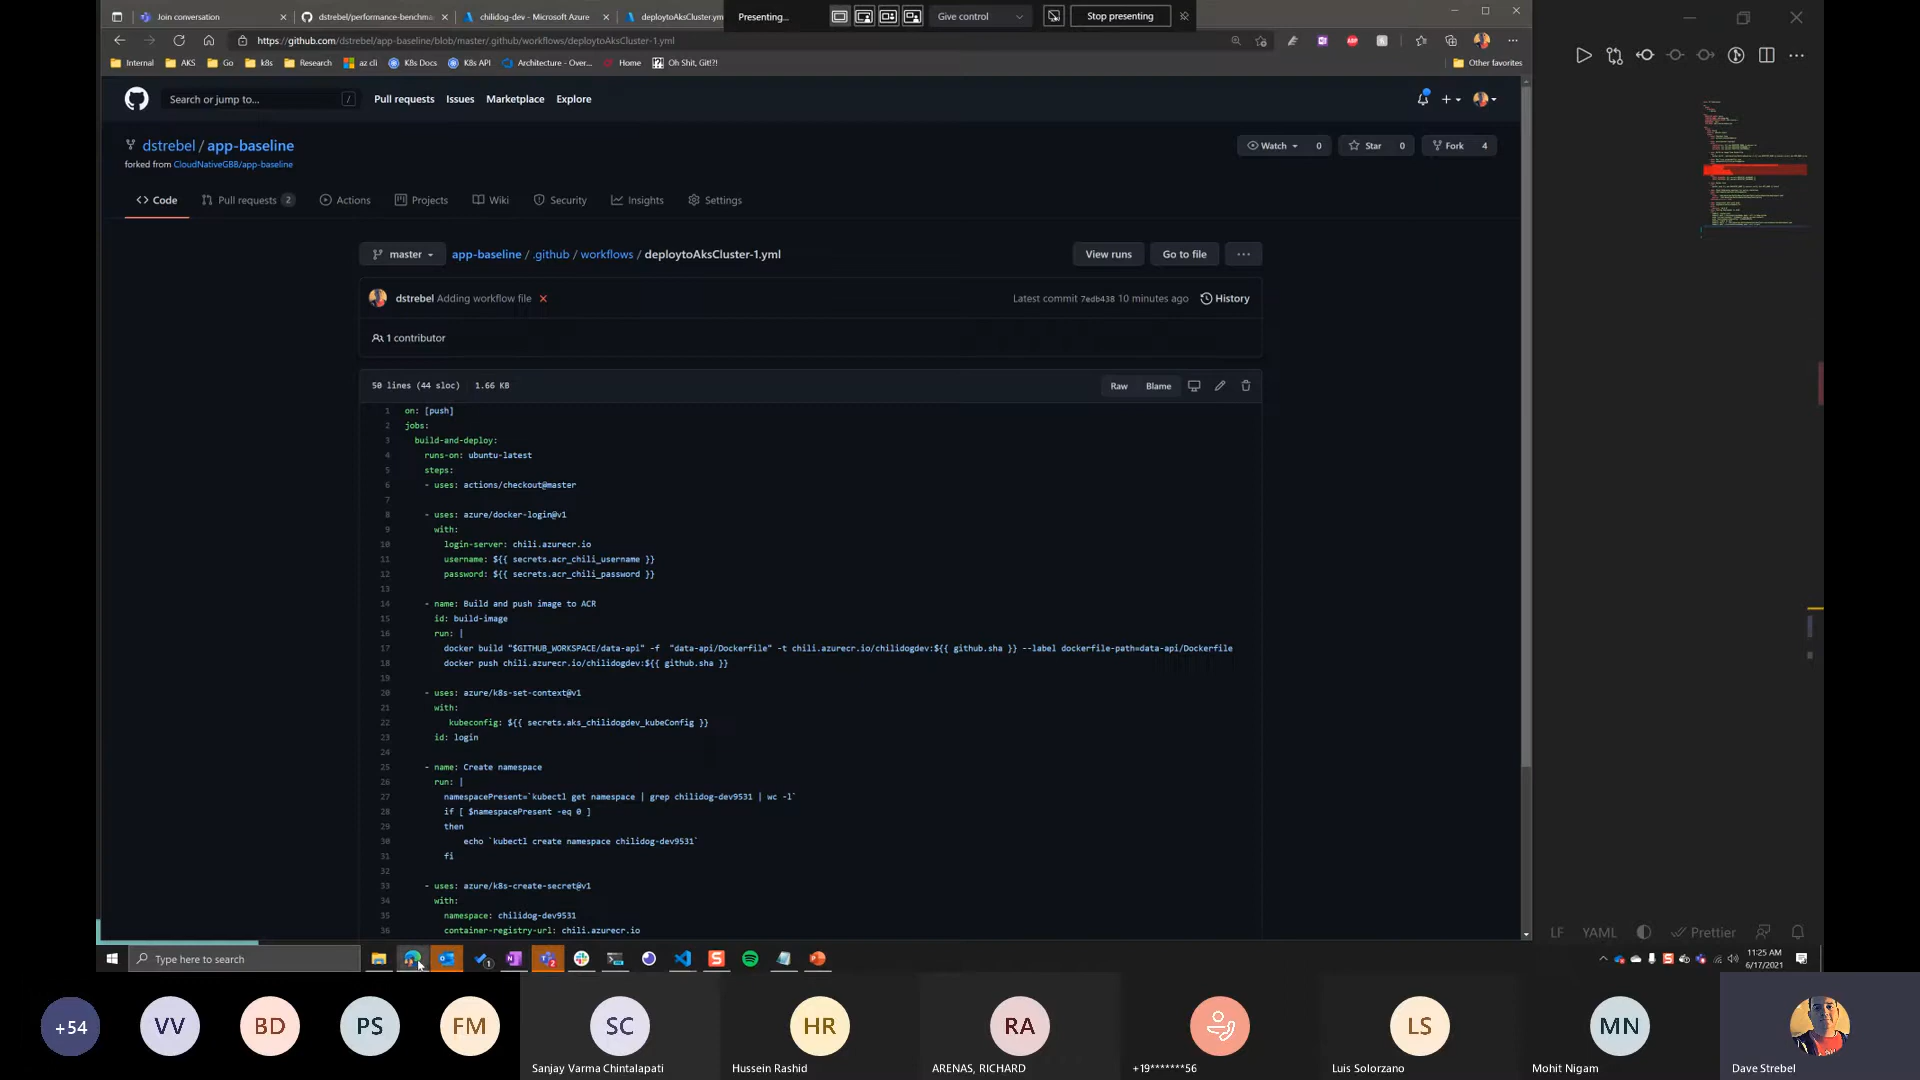 Join conversation
dstrebel/performance-benchma
chilidog-dev - Microsoft Azure
deploytoAksCluster.ym
Presenting...
Give control
Stop presenting
https://github.com/dstrebel/app-baseline/blob/master/.github/workflows/deploytoAksCluster-1.yml
Internal
AKS
Go
k8s
Research
az cli
K8s Docs
K8s API
Architecture - Over...
Home
Oh Shit, Git!?!
Other favorites
Search or jump to...
/
Pull requests
Issues
Marketplace
Explore
dstrebel / app-baseline
forked from CloudNativeGBB/app-baseline
Watch 0
Star 0
Fork 4
Code
Pull requests 2
Actions
Projects
Wiki
Security
Insights
Settings
master
app-baseline / .github / workflows / deploytoAksCluster-1.yml
View runs
Go to file
dstrebel Adding workflow file
Latest commit 7edb438 10 minutes ago
History
1 contributor
50 lines (44 sloc) 1.66 KB
Raw
Blame
1 on: [push]
2 jobs:
3 build-and-deploy:
4 runs-on: ubuntu-latest
5 steps:
6 - uses: actions/checkout@master
7
8 - uses: azure/docker-login@v1
9 with:
10 login-server: chili.azurecr.io
11 username: ${{ secrets.acr_chili_username }}
12 password: ${{ secrets.acr_chili_password }}
13
14 - name: Build and push image to ACR
15 id: build-image
16 run: |
17 docker build "$GITHUB_WORKSPACE/data-api" -f "data-api/Dockerfile" -t chili.azurecr.io/chilidogdev:${{ github.sha }} --label dockerfile-path=data-api/Dockerfile
18 docker push chili.azurecr.io/chilidogdev:${{ github.sha }}
19
20 - uses: azure/k8s-set-context@v1
21 with:
22 kubeconfig: ${{ secrets.aks_chilidogdev_kubeConfig }}
23 id: login
24
25 - name: Create namespace
26 run: |
27 namespacePresent=`kubectl get namespace | grep chilidog-dev9531 | wc -l`
28 if [ $namespacePresent -eq 0 ]
29 then
30 echo `kubectl create namespace chilidog-dev9531`
31 fi
32
33 - uses: azure/k8s-create-secret@v1
34 with:
35 namespace: chilidog-dev9531
36 container-registry-url: chili.azurecr.io
LF
YAML
Prettier
Type here to search
11:25 AM
6/17/2021
+54
VV
BD
PS
FM
SC
HR
RA
LS
MN
Sanjay Varma Chintalapati
Hussein Rashid
ARENAS, RICHARD
+19*******56
Luis Solorzano
Mohit Nigam
Dave Strebel